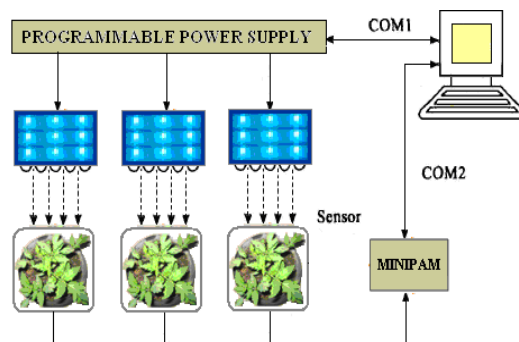 PROGRAMMABLE POWER SUPPLY
COM1
COM2
Sensor
MINIPAM